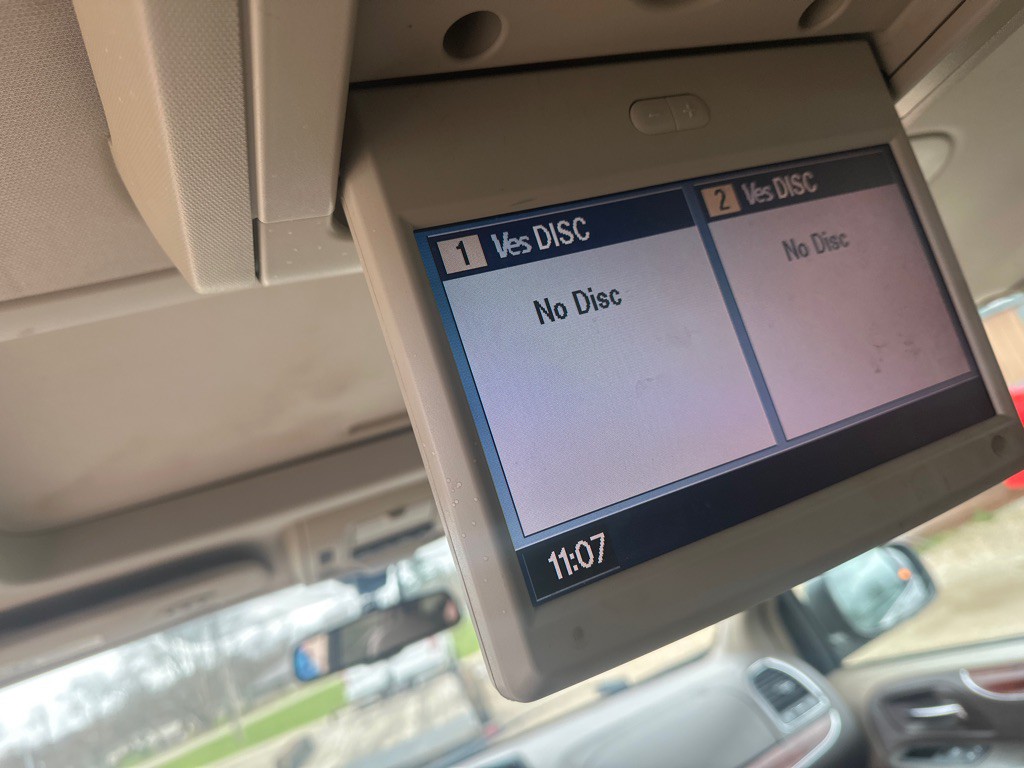 1 Ves DISC
No Disc
2 Ves DISC
No Disc
11:07
- +